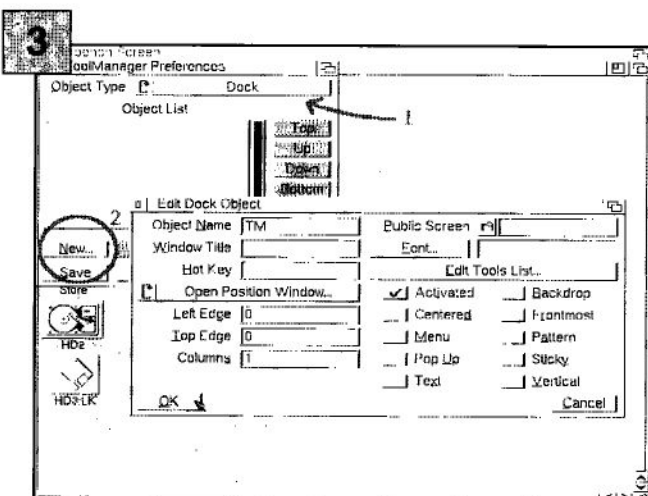 3
Screen
ToolManager Preferences
Object Type Dock
1
Object List
Top
Up
Down
Bottom
Edit Dock Object
2
Object Name TM
Public Screen
New...
Window Title
Font...
Save
Hot Key
Edit Tools List...
Store
Open Position Window...
Activated
Backdrop
Left Edge 0
Centered
Frontmost
HD2
Top Edge 0
Menu
Pattern
Columns 1
Pop Up
Sticky
Text
Vertical
OK
Cancel